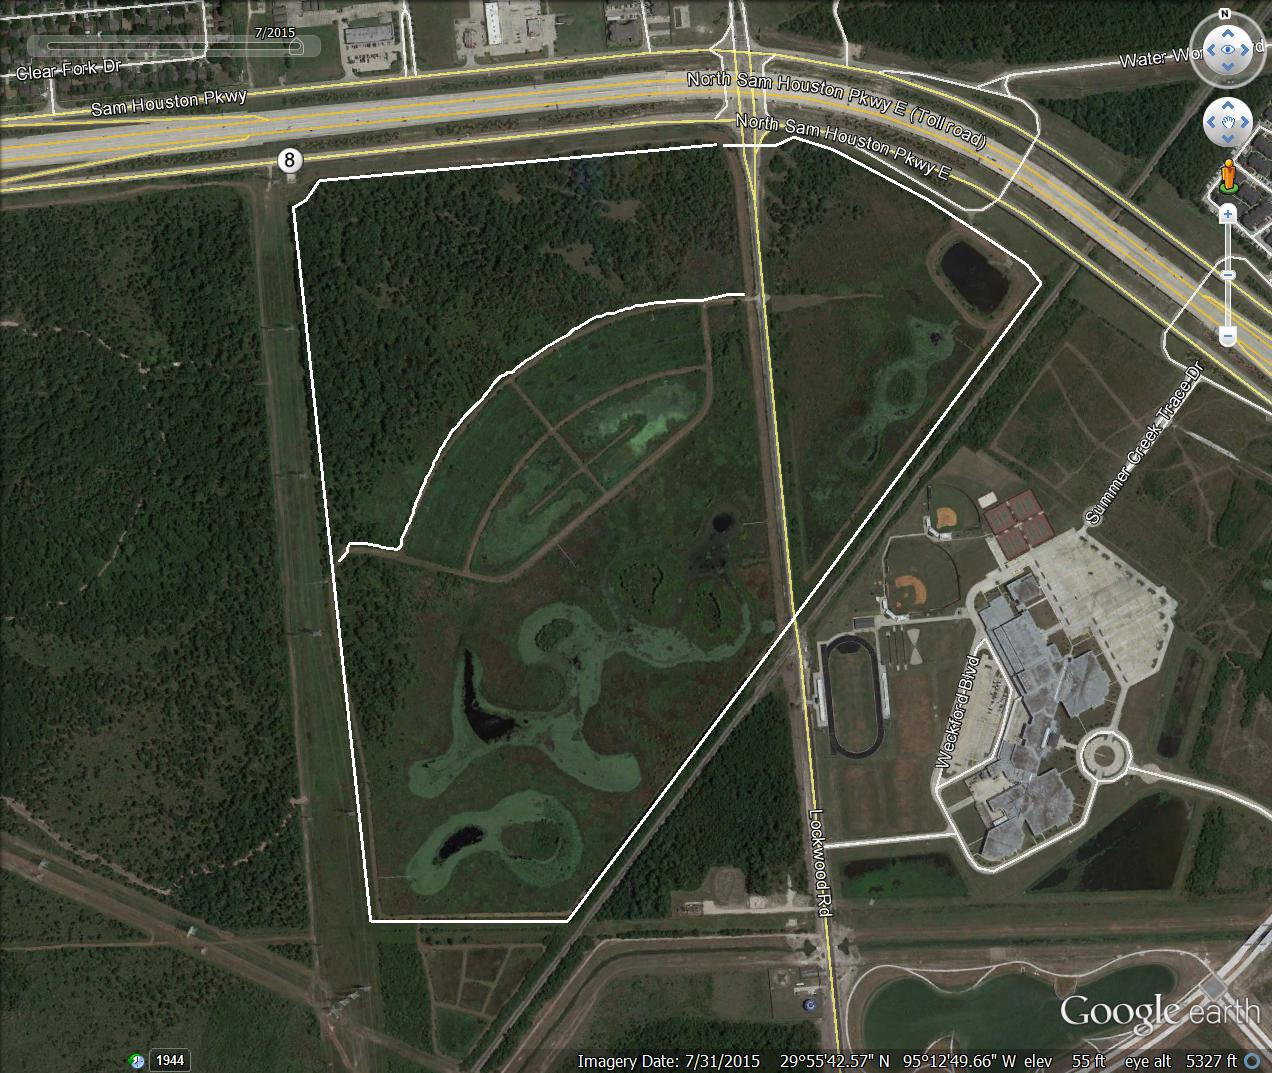 7/2015
N
Clear Fork Dr
Sam Houston Pkwy
North Sam Houston Pkwy E (Toll road)
North Sam Houston Pkwy E
8
Summer Creek Trace Dr
Weckford Blvd
Lockwood Rd
Google earth
1944
Imagery Date: 7/31/2015 29°55'42.57" N 95°12'49.66" W elev 55 ft eye alt 5327 ft